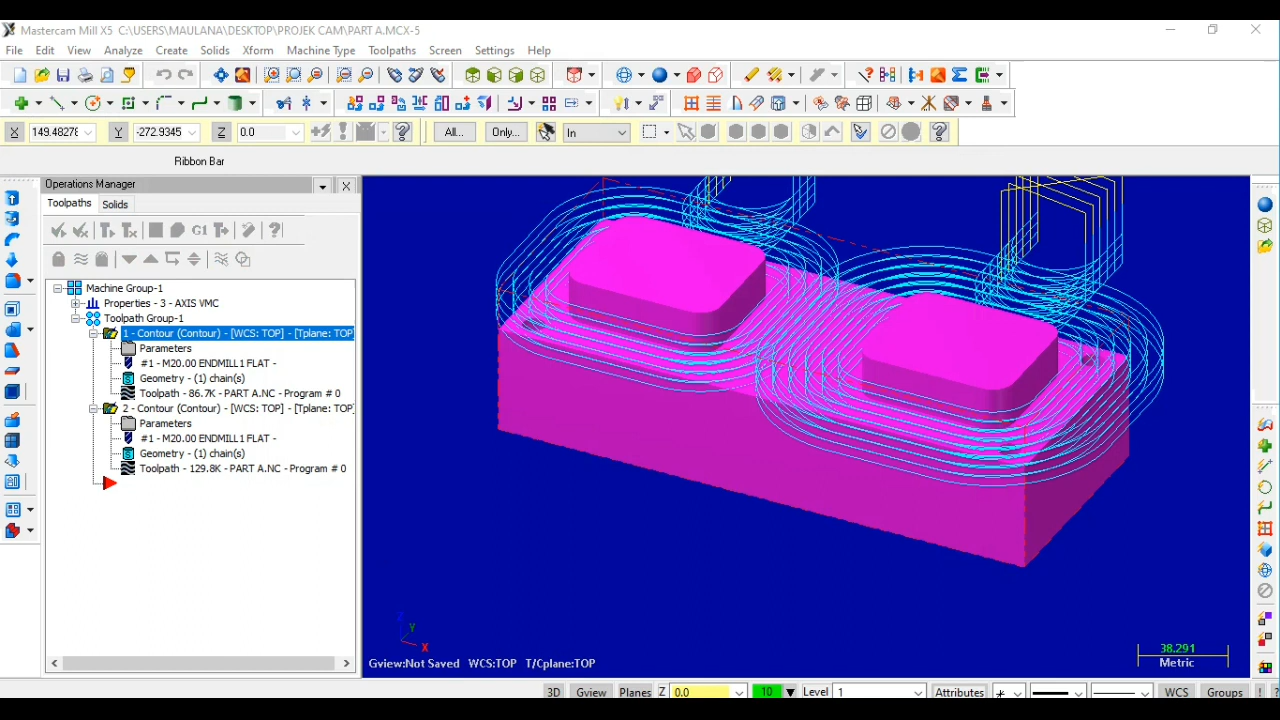 Mastercam Mill X5  C:\USERS\MAULANA\DESKTOP\PROJEK CAM\PART A.MCX-5
File Edit View Analyze Create Solids Xform Machine Type Toolpaths Screen Settings Help
X 149.48278 Y -272.9345 Z 0.0 All... Only... In
Ribbon Bar
Operations Manager
Toolpaths Solids
G1
Machine Group-1
Properties - 3 - AXIS VMC
Toolpath Group-1
1 - Contour (Contour) - [WCS: TOP] - [Tplane: TOP]
Parameters
#1 - M20.00 ENDMILL1 FLAT -
Geometry - (1) chain(s)
Toolpath - 86.7K - PART A.NC - Program # 0
2 - Contour (Contour) - [WCS: TOP] - [Tplane: TOP]
Parameters
#1 - M20.00 ENDMILL1 FLAT -
Geometry - (1) chain(s)
Toolpath - 129.8K - PART A.NC - Program # 0
Z
Y
X
Gview:Not Saved WCS:TOP T/Cplane:TOP
38.291
Metric
3D Gview Planes Z 0.0 10 Level 1 Attributes WCS Groups ! ?